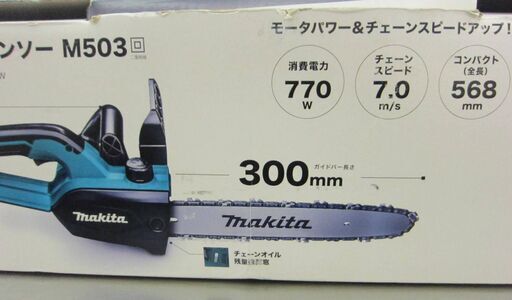 モータパワー&チェーンスピードアップ！
ンソー M503
消費電力
770
W
チェーン
スピード
7.0
m/s
コンパクト
(全長)
568
mm
300mm
ガイドバー長さ
makita
makita
チェーンオイル